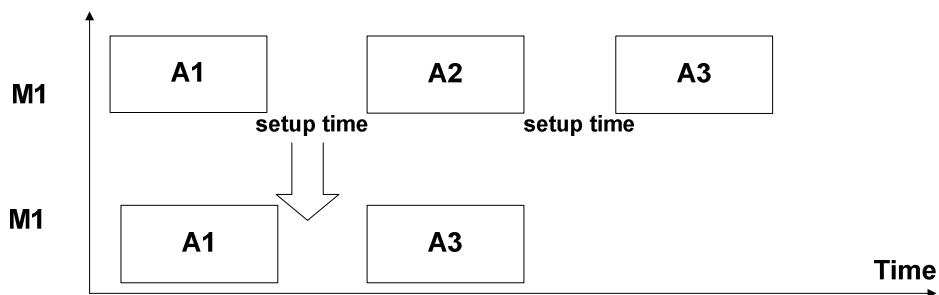 A1 A2 A3
M1
setup time setup time
M1
A1 A3
Time